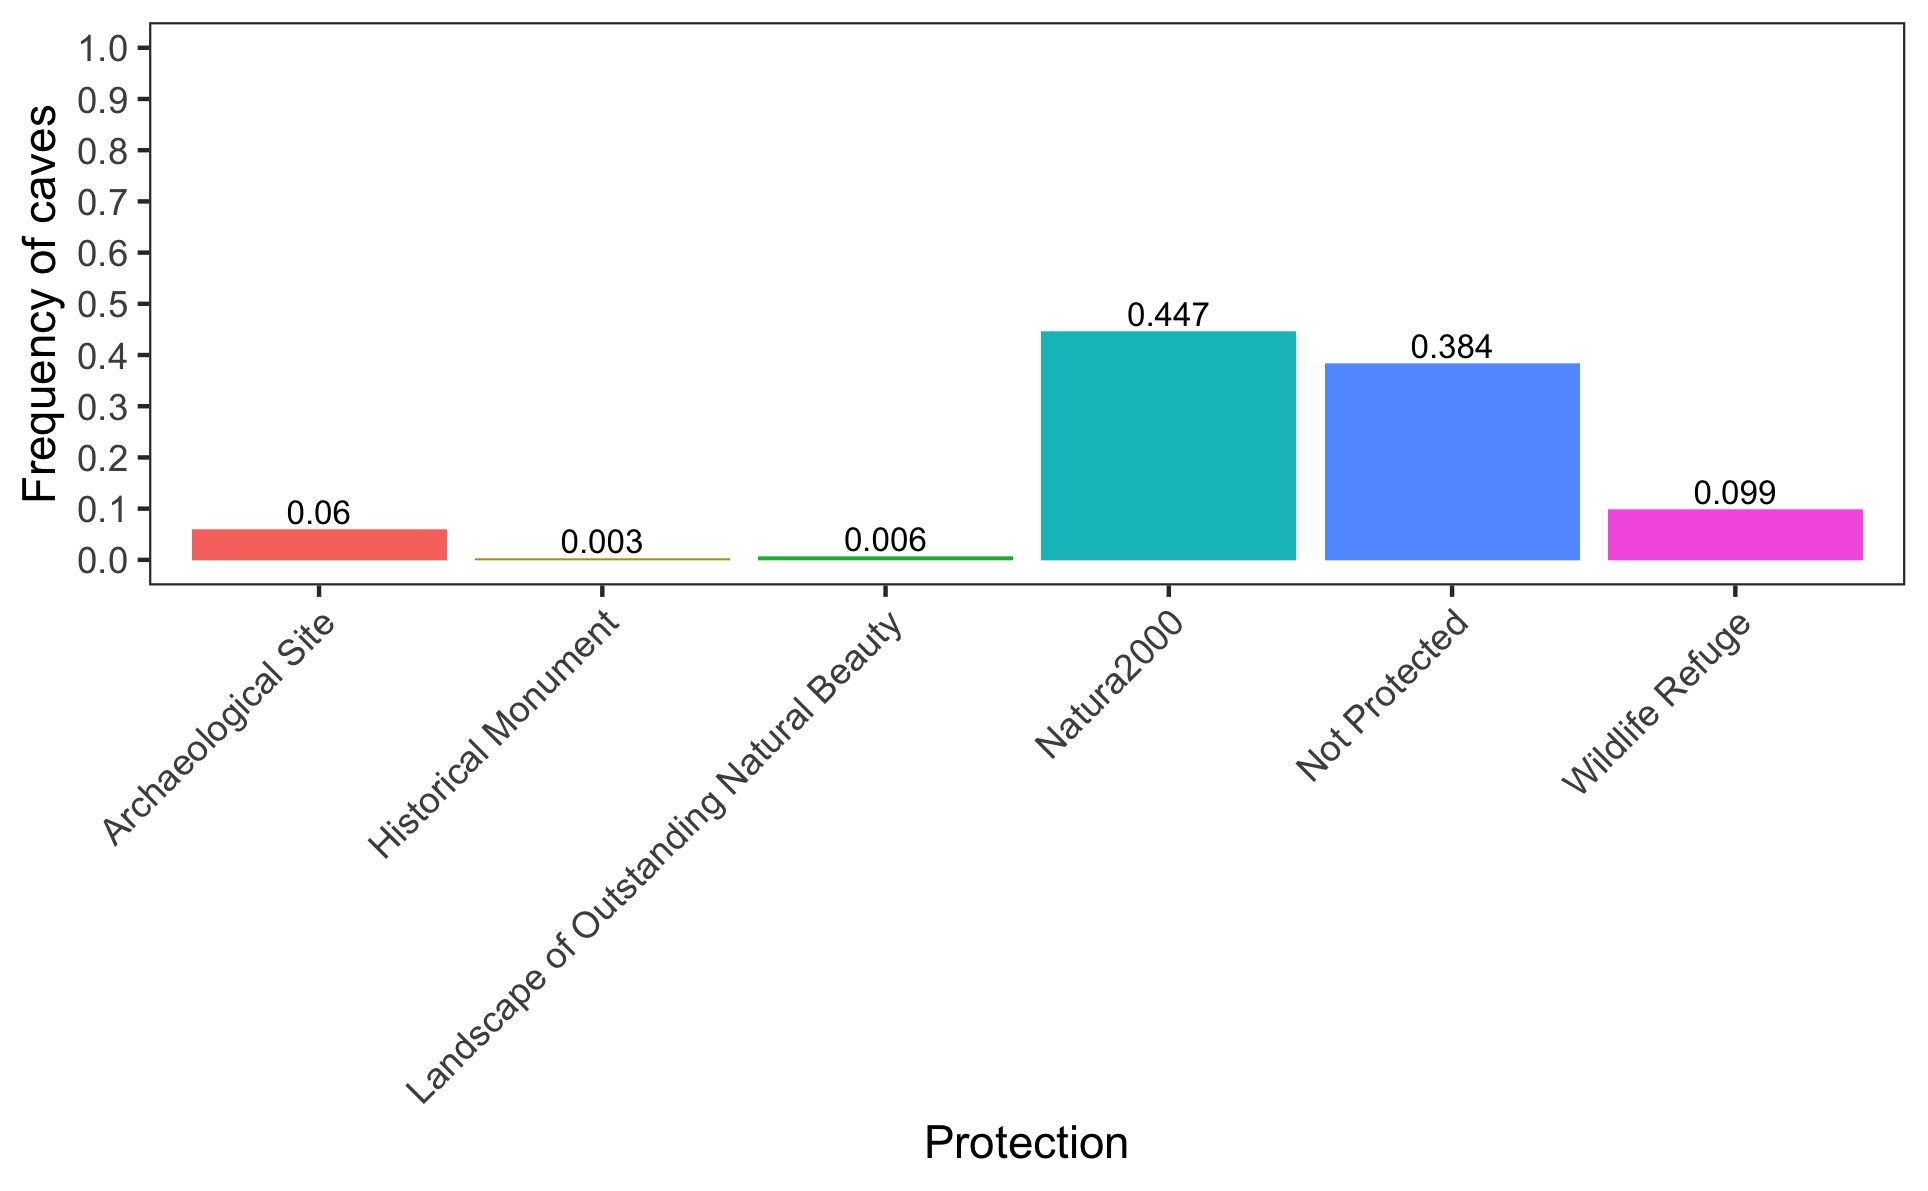 Frequency of caves
1.0
0.9
0.8
0.7
0.6
0.5
0.4
0.3
0.2
0.1
0.0
0.06
0.003
0.006
0.447
0.384
0.099
Archaeological Site
Historical Monument
Landscape of Outstanding Natural Beauty
Natura2000
Not Protected
Wildlife Refuge
Protection